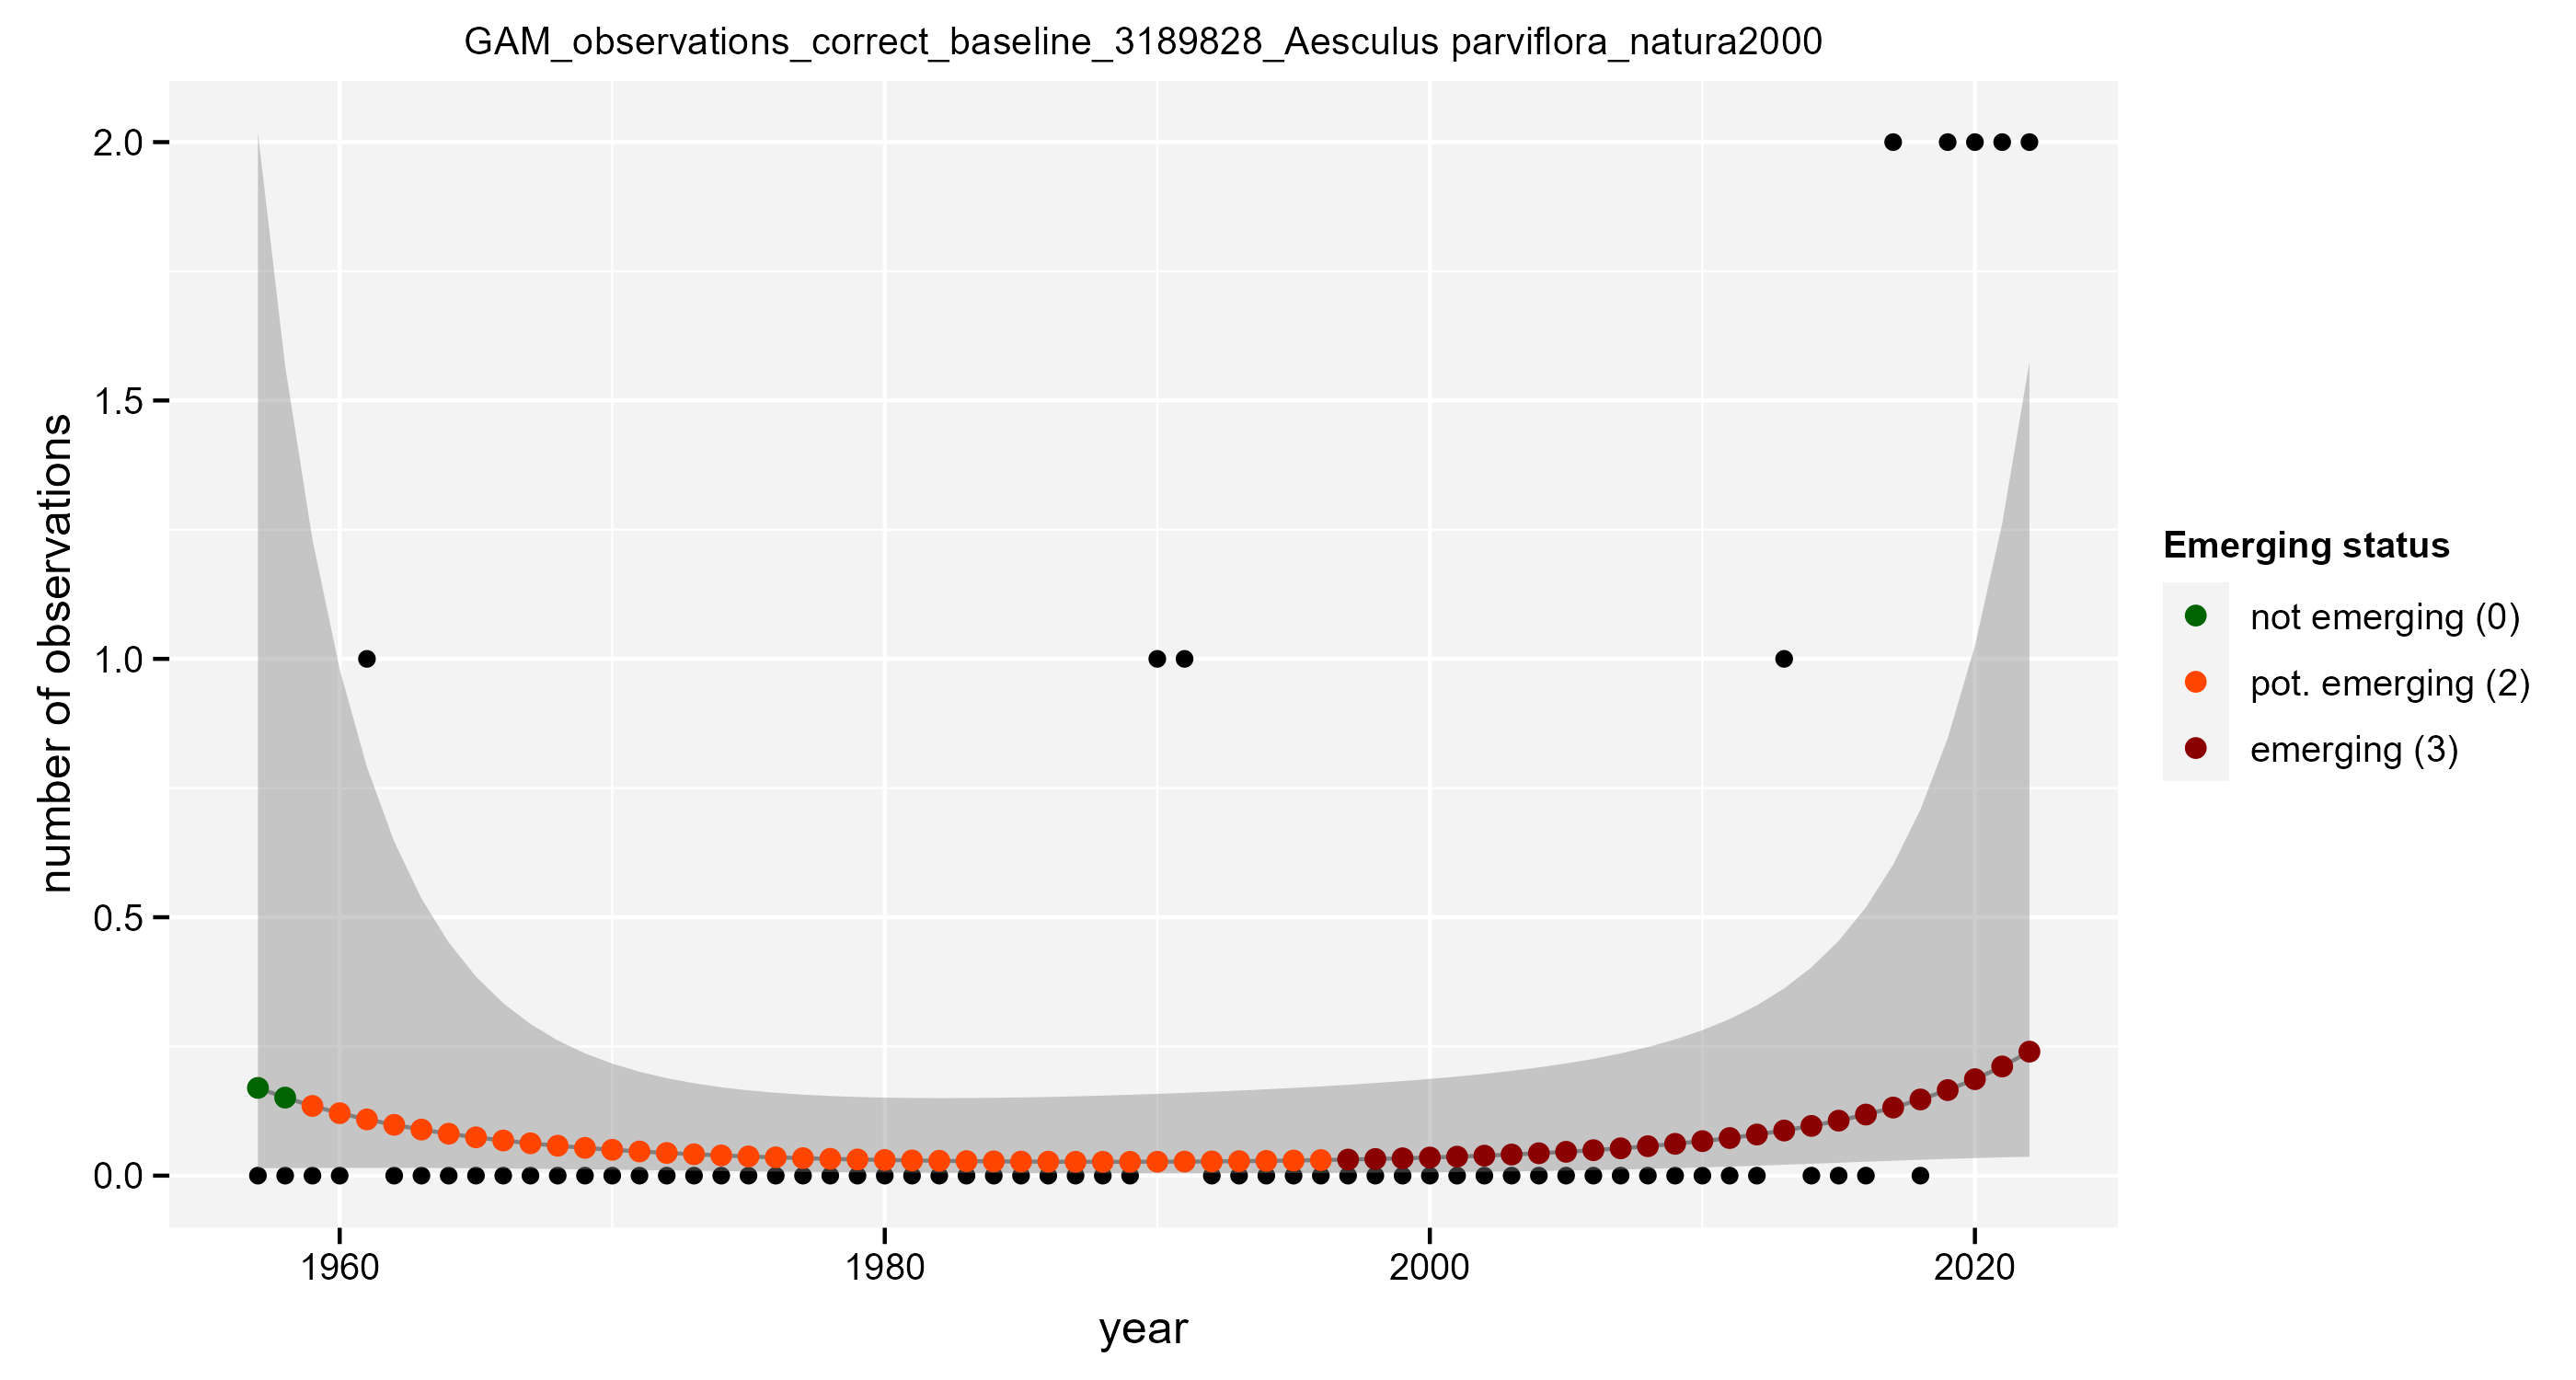 GAM_observations_correct_baseline_3189828_Aesculus parviflora_natura2000
number of observations
2.0
1.5
1.0
0.5
0.0
1960
1980
2000
2020
year
Emerging status
not emerging (0)
pot. emerging (2)
emerging (3)